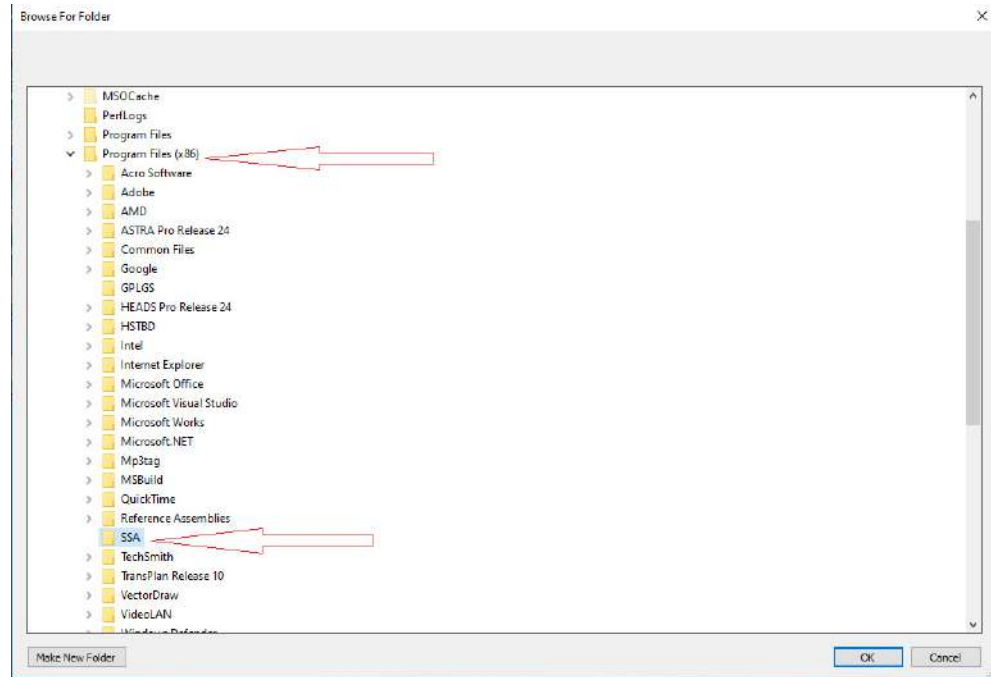 Browse For Folder
MSOCache
PerfLogs
Program Files
Program Files (x86)
Acro Software
Adobe
AMD
ASTRA Pro Release 24
Common Files
Google
GPLGS
HEADS Pro Release 24
HSTBD
Intel
Internet Explorer
Microsoft Office
Microsoft Visual Studio
Microsoft Works
Microsoft.NET
Mp3tag
MSBuild
QuickTime
Reference Assemblies
SSA
TechSmith
TransPlan Release 10
VectorDraw
VideoLAN
Windows Defender
Make New Folder
OK
Cancel